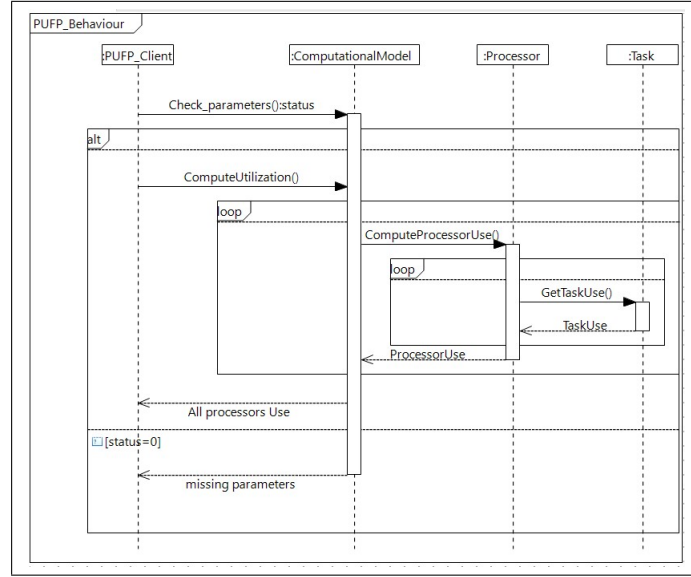 PUFP_Behaviour
:PUFP_Client
:ComputationalModel
:Processor
:Task
Check_parameters():status
alt
ComputeUtilization()
loop
ComputeProcessorUse()
loop
GetTaskUse()
TaskUse
ProcessorUse
All processors Use
[status=0]
missing parameters